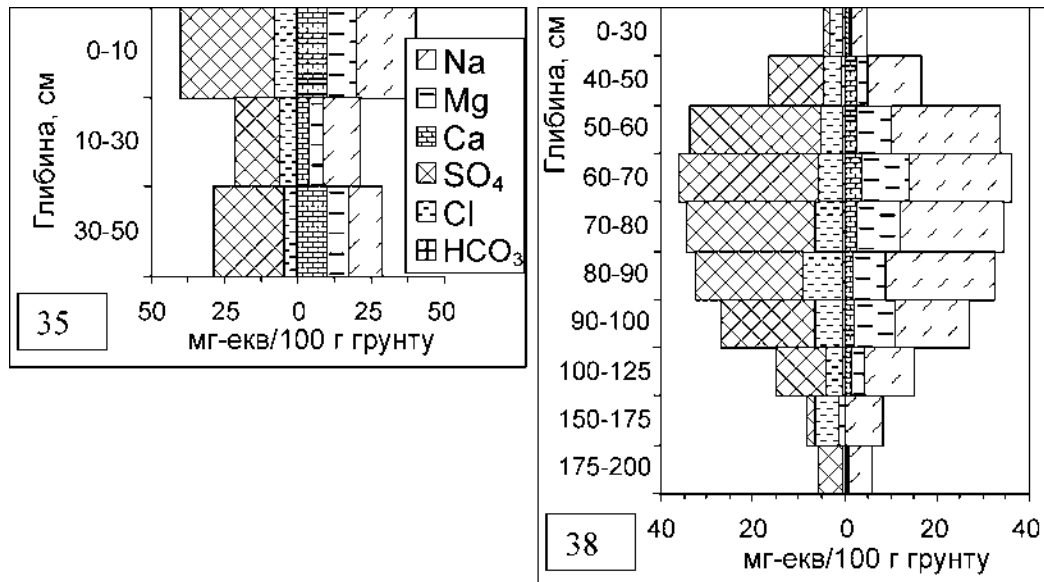 Глибина, см
0-10
10-30
30-50
50 25 0 25 50
мг-екв/100 г грунту
35
Na
Mg
Ca
SO₄
Cl
HCO₃
Глибина, см
0-30
40-50
50-60
60-70
70-80
80-90
90-100
100-125
150-175
175-200
40 20 0 20 40
мг-екв/100 г грунту
38